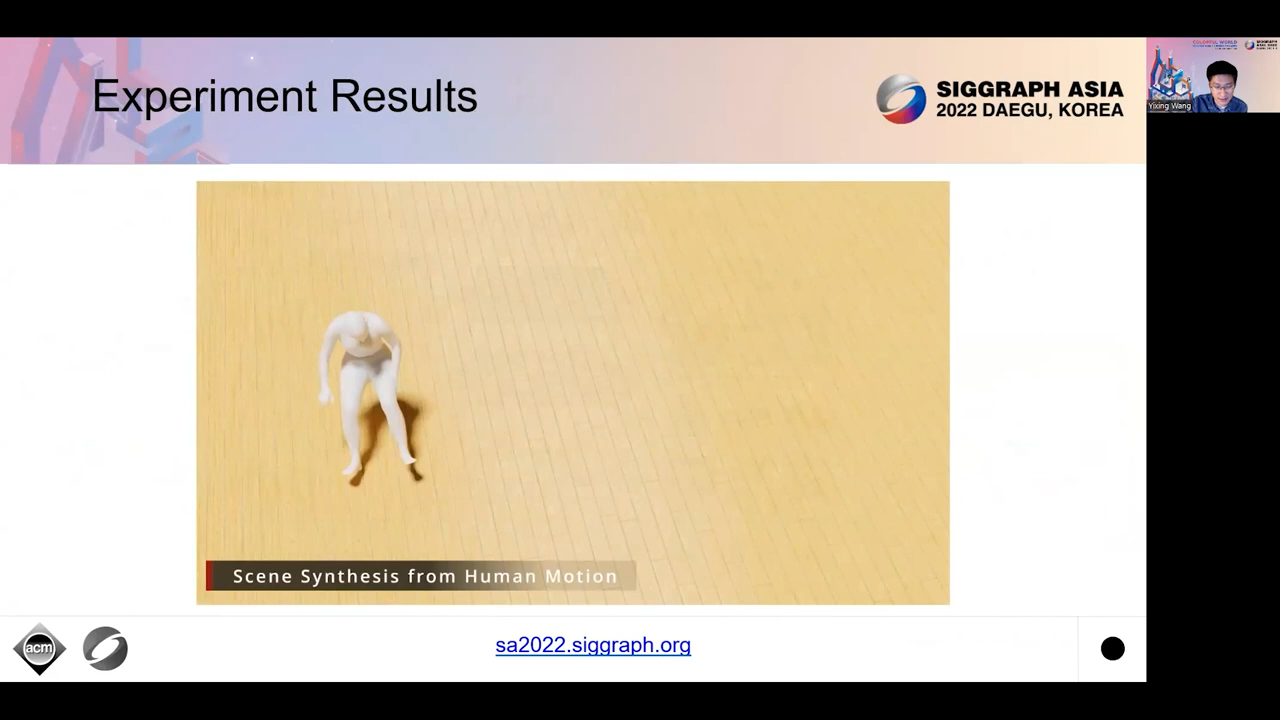 Experiment Results
SIGGRAPH ASIA
2022 DAEGU, KOREA
Yixing Wang
Scene Synthesis from Human Motion
acm
sa2022.siggraph.org